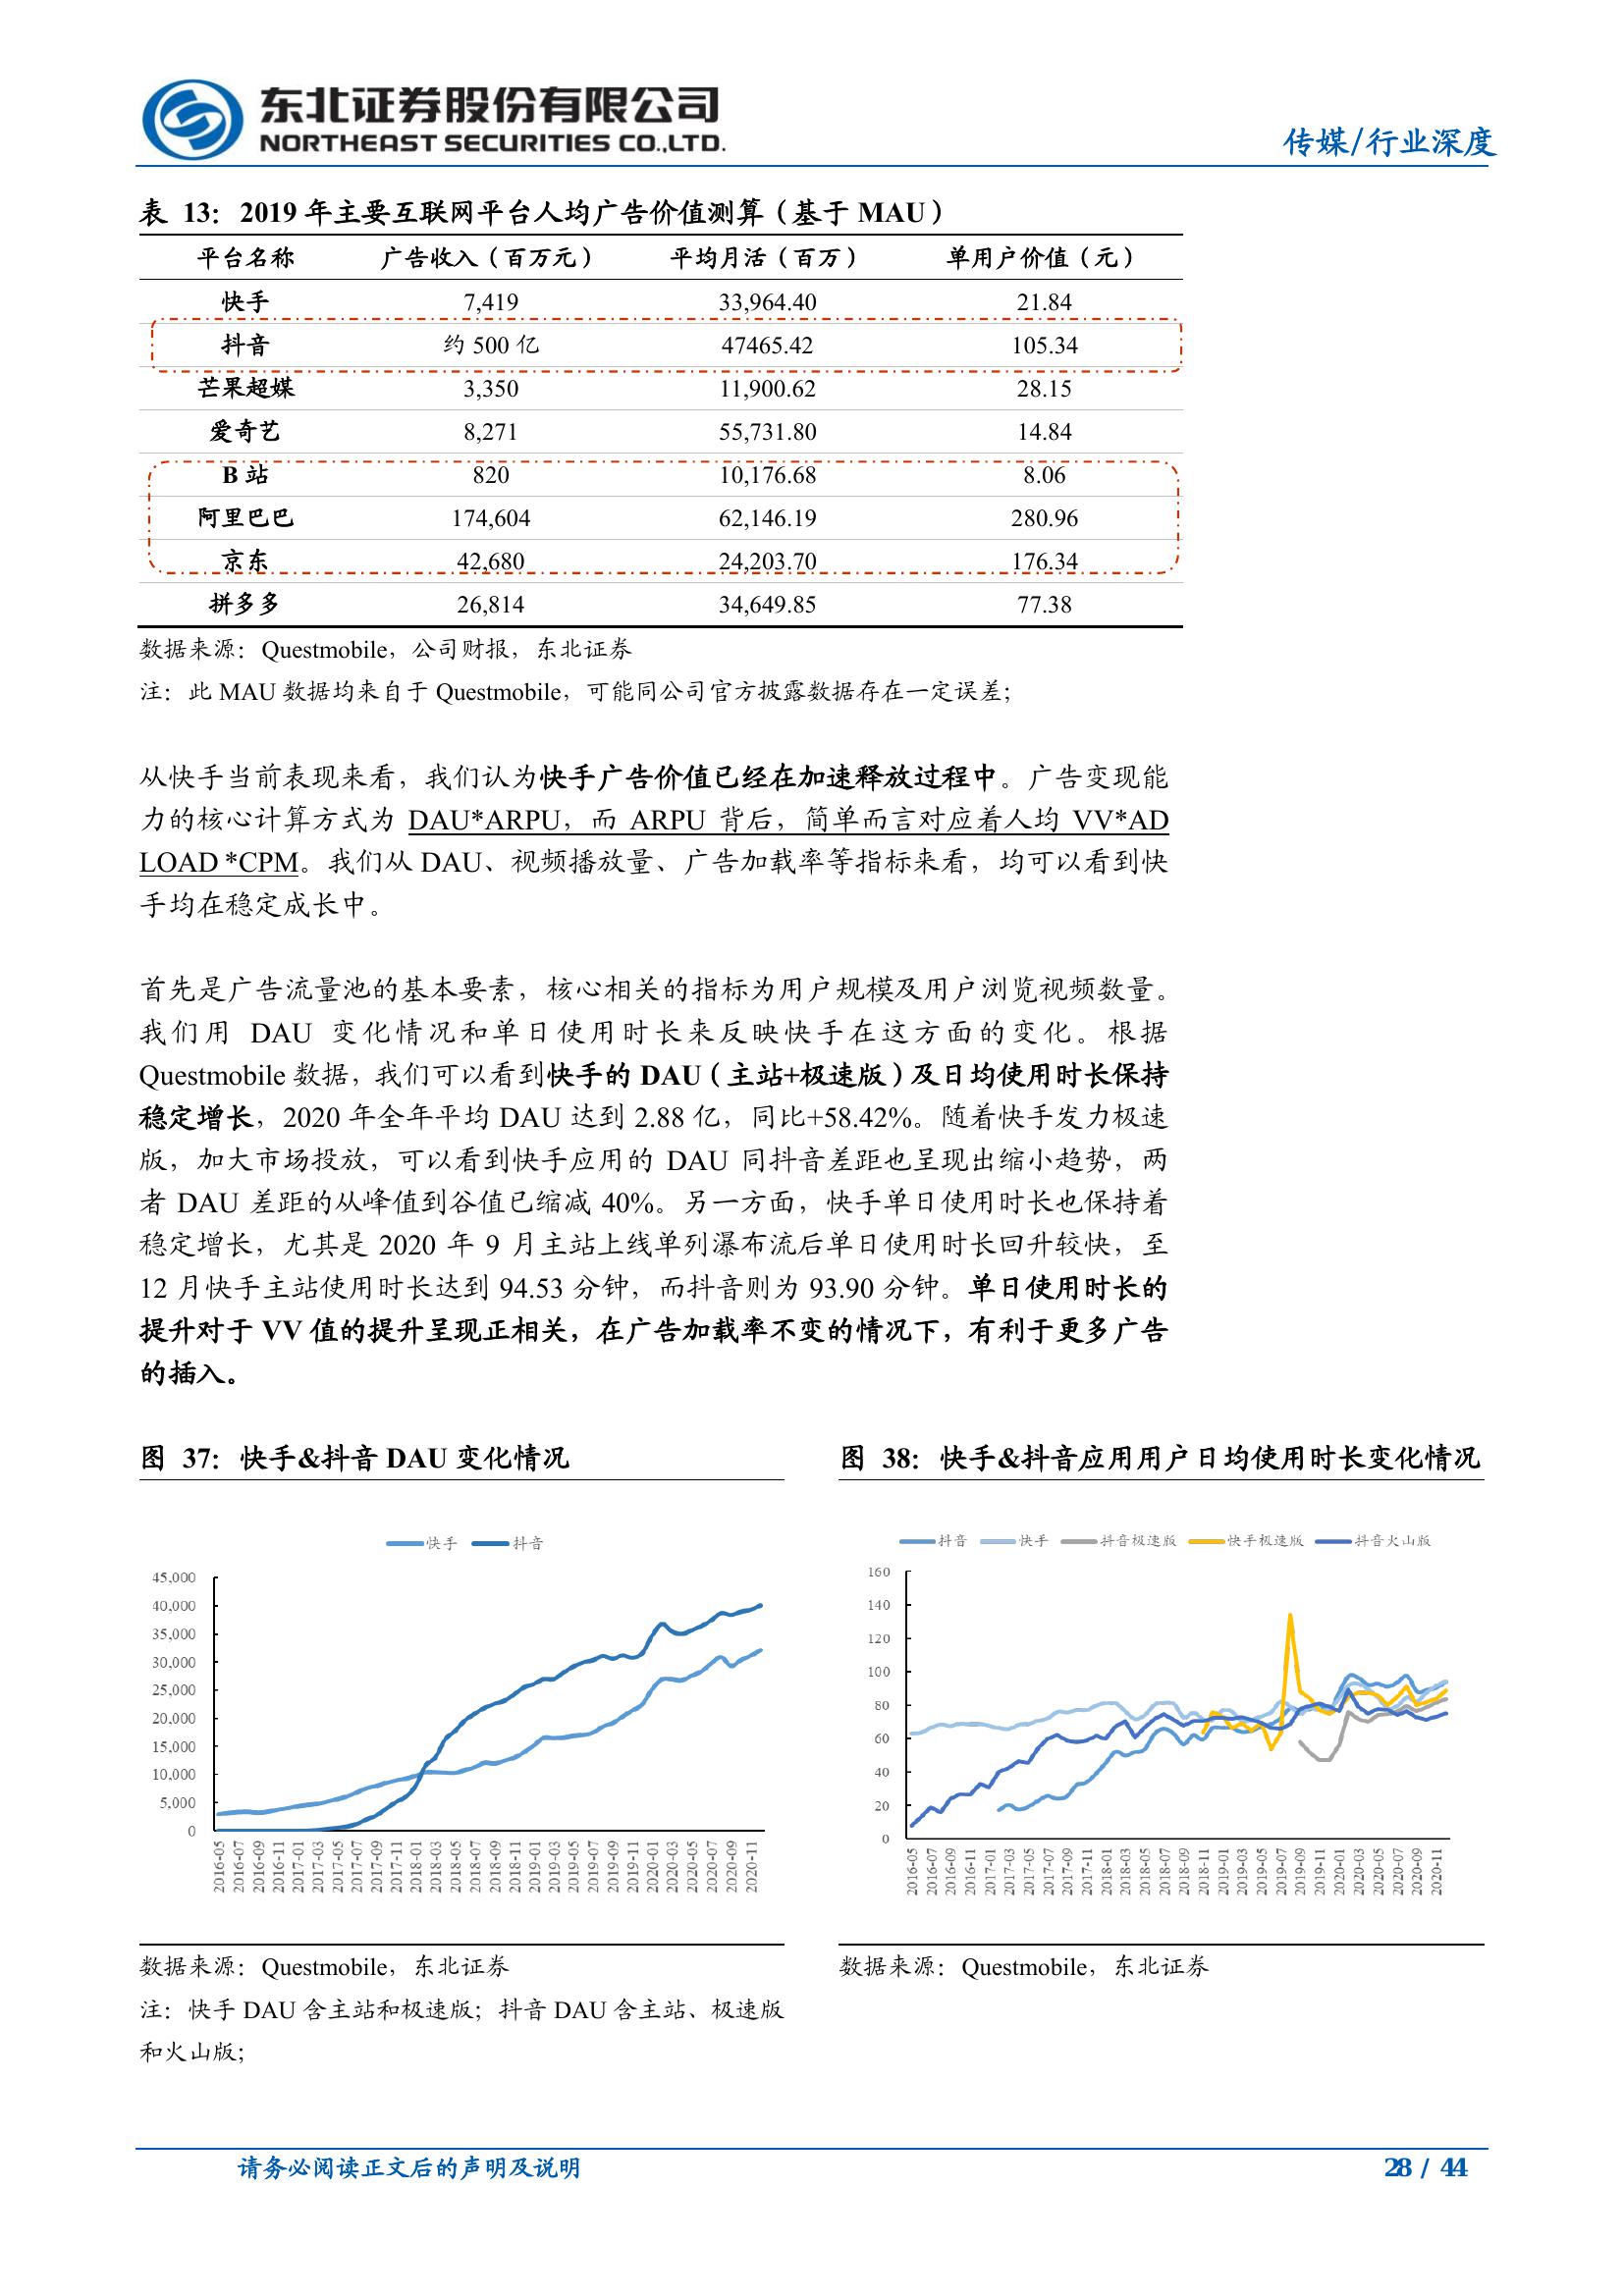 东北证券股份有限公司
NORTHEAST SECURITIES CO.,LTD.
传媒/行业深度
表 13：2019 年主要互联网平台人均广告价值测算（基于 MAU）
平台名称 广告收入（百万元） 平均月活（百万） 单用户价值（元）
快手 7,419 33,964.40 21.84
抖音 约 500 亿 47465.42 105.34
芒果超媒 3,350 11,900.62 28.15
爱奇艺 8,271 55,731.80 14.84
B 站 820 10,176.68 8.06
阿里巴巴 174,604 62,146.19 280.96
京东 42,680 24,203.70 176.34
拼多多 26,814 34,649.85 77.38
数据来源：Questmobile，公司财报，东北证券
注：此 MAU 数据均来自于 Questmobile，可能同公司官方披露数据存在一定误差；
从快手当前表现来看，我们认为快手广告价值已经在加速释放过程中。广告变现能
力的核心计算方式为 DAU*ARPU，而 ARPU 背后，简单而言对应着人均 VV*AD
LOAD *CPM。我们从 DAU、视频播放量、广告加载率等指标来看，均可以看到快
手均在稳定成长中。
首先是广告流量池的基本要素，核心相关的指标为用户规模及用户浏览视频数量。
我们用 DAU 变化情况和单日使用时长来反映快手在这方面的变化。根据
Questmobile 数据，我们可以看到快手的 DAU（主站+极速版）及日均使用时长保持
稳定增长，2020 年全年平均 DAU 达到 2.88 亿，同比+58.42%。随着快手发力极速
版，加大市场投放，可以看到快手应用的 DAU 同抖音差距也呈现出缩小趋势，两
者 DAU 差距的从峰值到谷值已缩减 40%。另一方面，快手单日使用时长也保持着
稳定增长，尤其是 2020 年 9 月主站上线单列瀑布流后单日使用时长回升较快，至
12 月快手主站使用时长达到 94.53 分钟，而抖音则为 93.90 分钟。单日使用时长的
提升对于 VV 值的提升呈现正相关，在广告加载率不变的情况下，有利于更多广告
的插入。
图 37：快手&抖音 DAU 变化情况
快手 抖音
45,000
40,000
35,000
30,000
25,000
20,000
15,000
10,000
5,000
0
2016-05 2016-07 2016-09 2016-11 2017-01 2017-03 2017-05 2017-07 2017-09 2017-11 2018-01 2018-03 2018-05 2018-07 2018-09 2018-11 2019-01 2019-03 2019-05 2019-07 2019-09 2019-11 2020-01 2020-03 2020-05 2020-07 2020-09 2020-11
数据来源：Questmobile，东北证券
注：快手 DAU 含主站和极速版；抖音 DAU 含主站、极速版
和火山版；
图 38：快手&抖音应用用户日均使用时长变化情况
抖音 快手 抖音极速版 快手极速版 抖音火山版
160
140
120
100
80
60
40
20
0
2016-05 2016-07 2016-09 2016-11 2017-01 2017-03 2017-05 2017-07 2017-09 2017-11 2018-01 2018-03 2018-05 2018-07 2018-09 2018-11 2019-01 2019-03 2019-05 2019-07 2019-09 2019-11 2020-01 2020-03 2020-05 2020-07 2020-09 2020-11
数据来源：Questmobile，东北证券
请务必阅读正文后的声明及说明
28 / 44